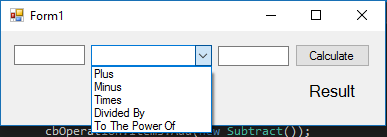 Form1
Calculate
Plus
Minus
Times
Divided By
To The Power Of
Result
cbOperation.Items.Add(new Subtract());